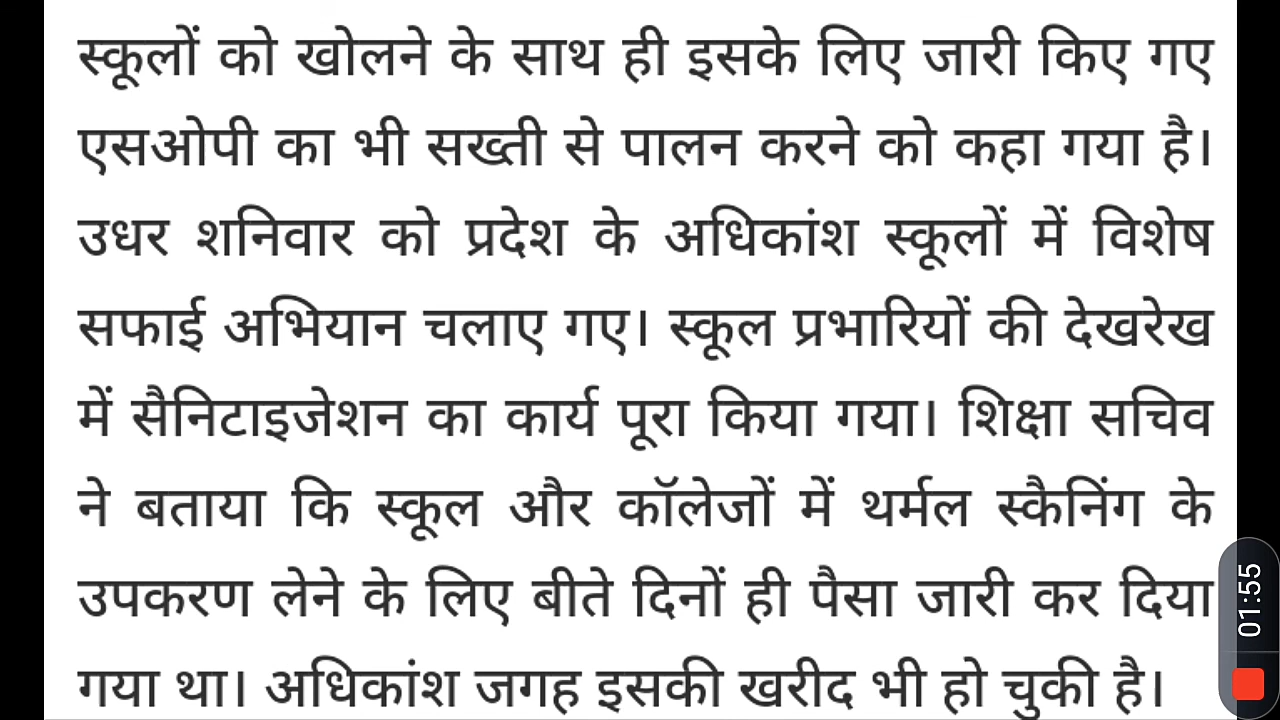 स्कूलों को खोलने के साथ ही इसके लिए जारी किए गए
एसओपी का भी सख्ती से पालन करने को कहा गया है।
उधर शनिवार को प्रदेश के अधिकांश स्कूलों में विशेष
सफाई अभियान चलाए गए। स्कूल प्रभारियों की देखरेख
में सैनिटाइजेशन का कार्य पूरा किया गया। शिक्षा सचिव
ने बताया कि स्कूल और कॉलेजों में थर्मल स्कैनिंग के
उपकरण लेने के लिए बीते दिनों ही पैसा जारी कर दिया
गया था। अधिकांश जगह इसकी खरीद भी हो चुकी है।
01:55